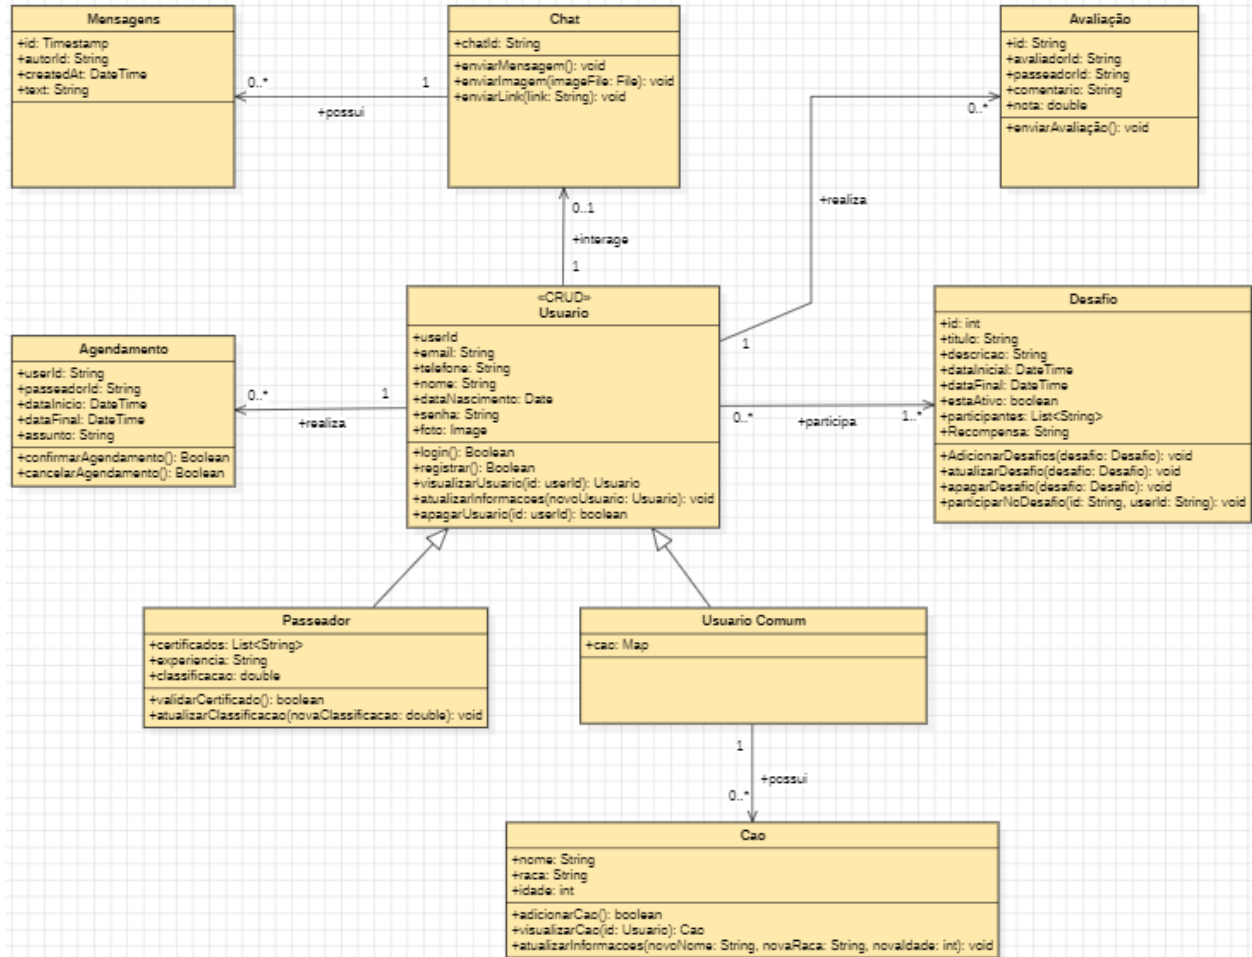 Mensagens
+id: Timestamp
+autorId: String
+createdAt: DateTime
+text: String
0..*
1
+possui
Chat
+chatId: String
+enviarMensagem(): void
+enviarImagem(imageFile: File): void
+enviarLink(link: String): void
Avaliação
+id: String
+avaliadorId: String
+passeadorId: String
+comentario: String
+nota: double
+enviarAvaliação(): void
0..*
+realiza
1
0..1
+interage
1
«CRUD»
Usuario
+userId
+email: String
+telefone: String
+nome: String
+dataNascimento: Date
+senha: String
+foto: Image
+login(): Boolean
+registrar(): Boolean
+visualizarUsuario(id: userId): Usuario
+atualizarInformacoes(novoUsuario: Usuario): void
+apagarUsuario(id: userId): boolean
Agendamento
+userId: String
+passeadorId: String
+dataInicio: DateTime
+dataFinal: DateTime
+assunto: String
+confirmarAgendamento(): Boolean
+cancelarAgendamento(): Boolean
0..*
1
+realiza
Desafio
+id: int
+titulo: String
+descricao: String
+dataInicial: DateTime
+dataFinal: DateTime
+estaAtivo: boolean
+participantes: List<String>
+Recompensa: String
+AdicionarDesafios(desafio: Desafio): void
+atualizarDesafio(desafio: Desafio): void
+apagarDesafio(desafio: Desafio): void
+participarNoDesafio(id: String, userId: String): void
0..*
+participa
1..*
Passeador
+certificados: List<String>
+experiencia: String
+classificacao: double
+validarCertificado(): boolean
+atualizarClassificacao(novaClassificacao: double): void
Usuario Comum
+cao: Map
1
+possui
0..*
Cao
+nome: String
+raca: String
+idade: int
+adicionarCao(): boolean
+visualizarCao(id: Usuario): Cao
+atualizarInformacoes(novoNome: String, novaRaca: String, novaIdade: int): void